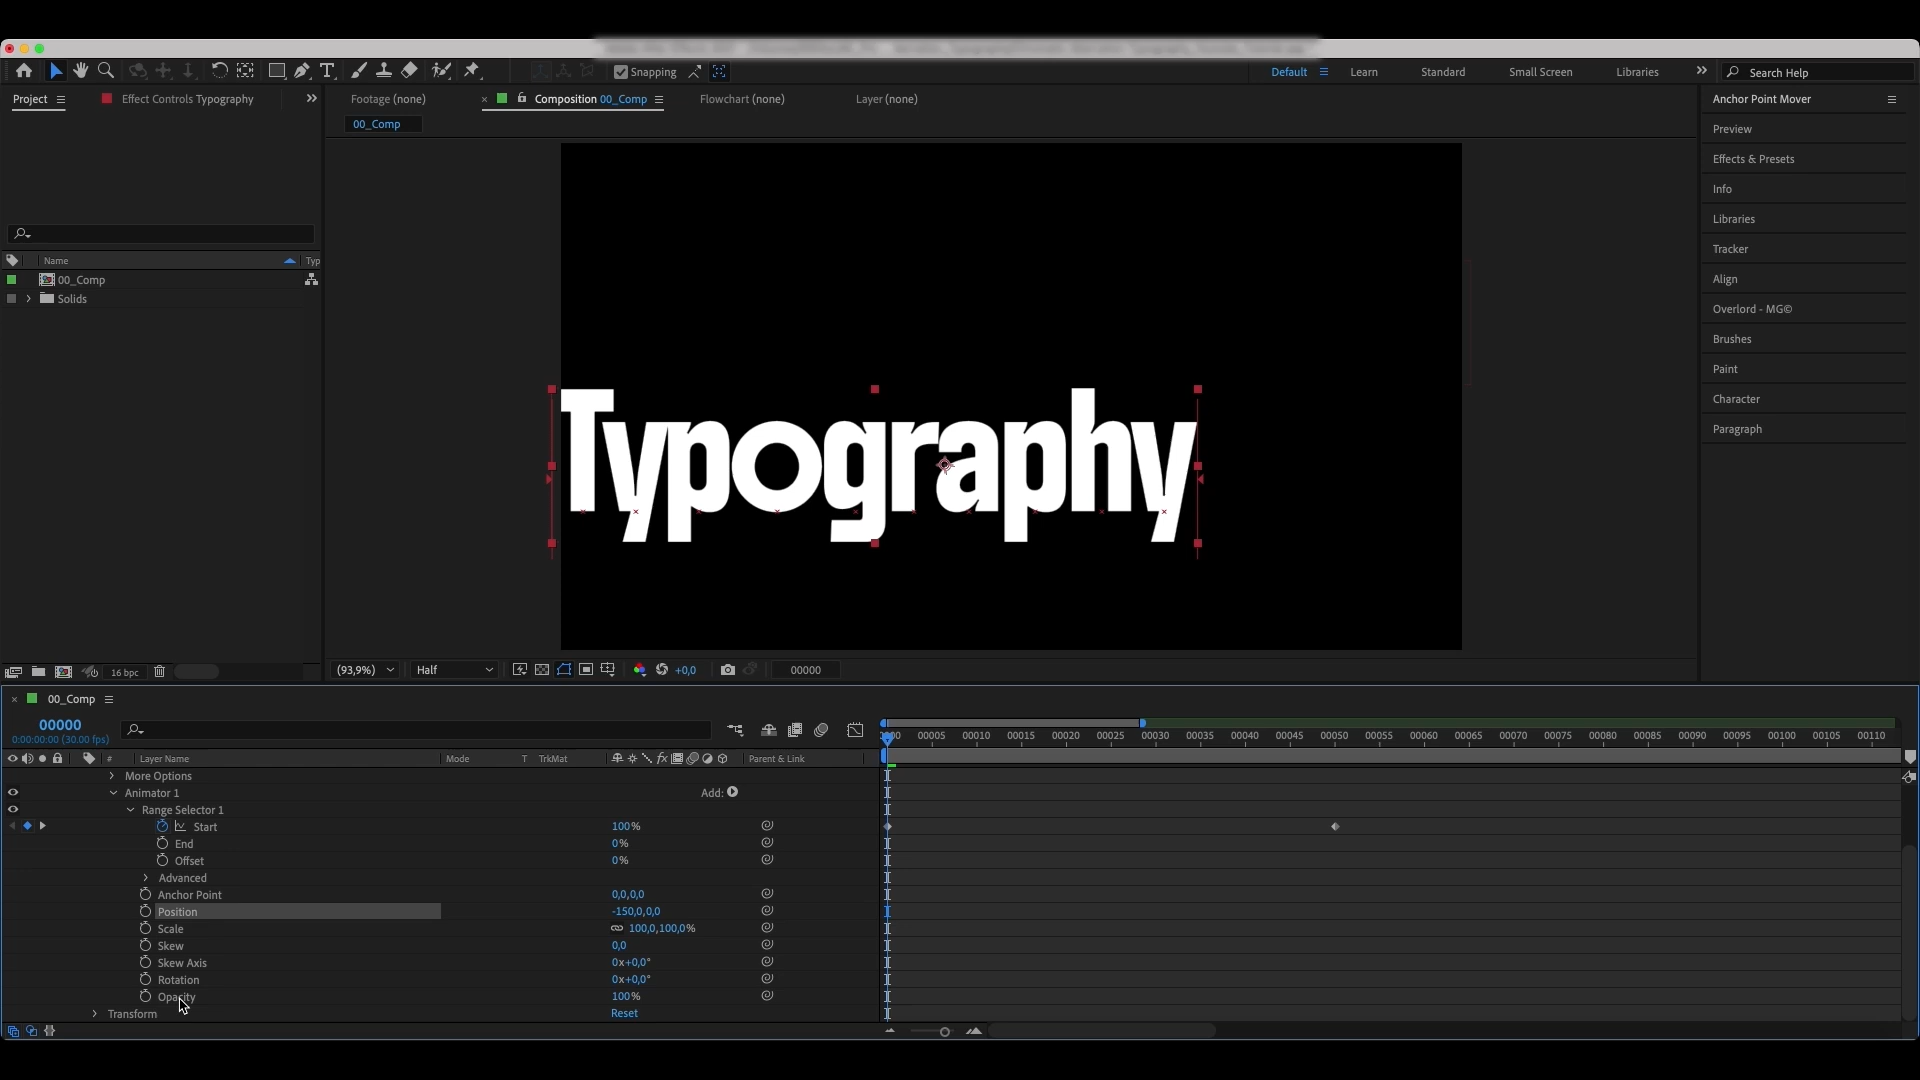 Snapping
Default
Learn
Standard
Small Screen
Libraries
Search Help
Project
Effect Controls Typography
Footage (none)
Composition 00_Comp
Flowchart (none)
Layer (none)
00_Comp
Name
Typ
00_Comp
Solids
16 bpc
Typography
(93,9%)
Half
+0,0
00000
Anchor Point Mover
Preview
Effects & Presets
Info
Libraries
Tracker
Align
Overlord - MG©
Brushes
Paint
Character
Paragraph
00_Comp
00000
0:00:00:00 (30.00 fps)
00005 00010 00015 00020 00025 00030 00035 00040 00045 00050 00055 00060 00065 00070 00075 00080 00085 00090 00095 00100 00105 00110
# Layer Name Mode T TrkMat Parent & Link
More Options
Animator 1 Add:
Range Selector 1
Start 100%
End 0%
Offset 0%
Advanced
Anchor Point 0,0,0,0
Position -150,0,0,0
Scale 100,0,100,0%
Skew 0,0
Skew Axis 0x+0,0°
Rotation 0x+0,0°
Opacity 100%
Transform Reset